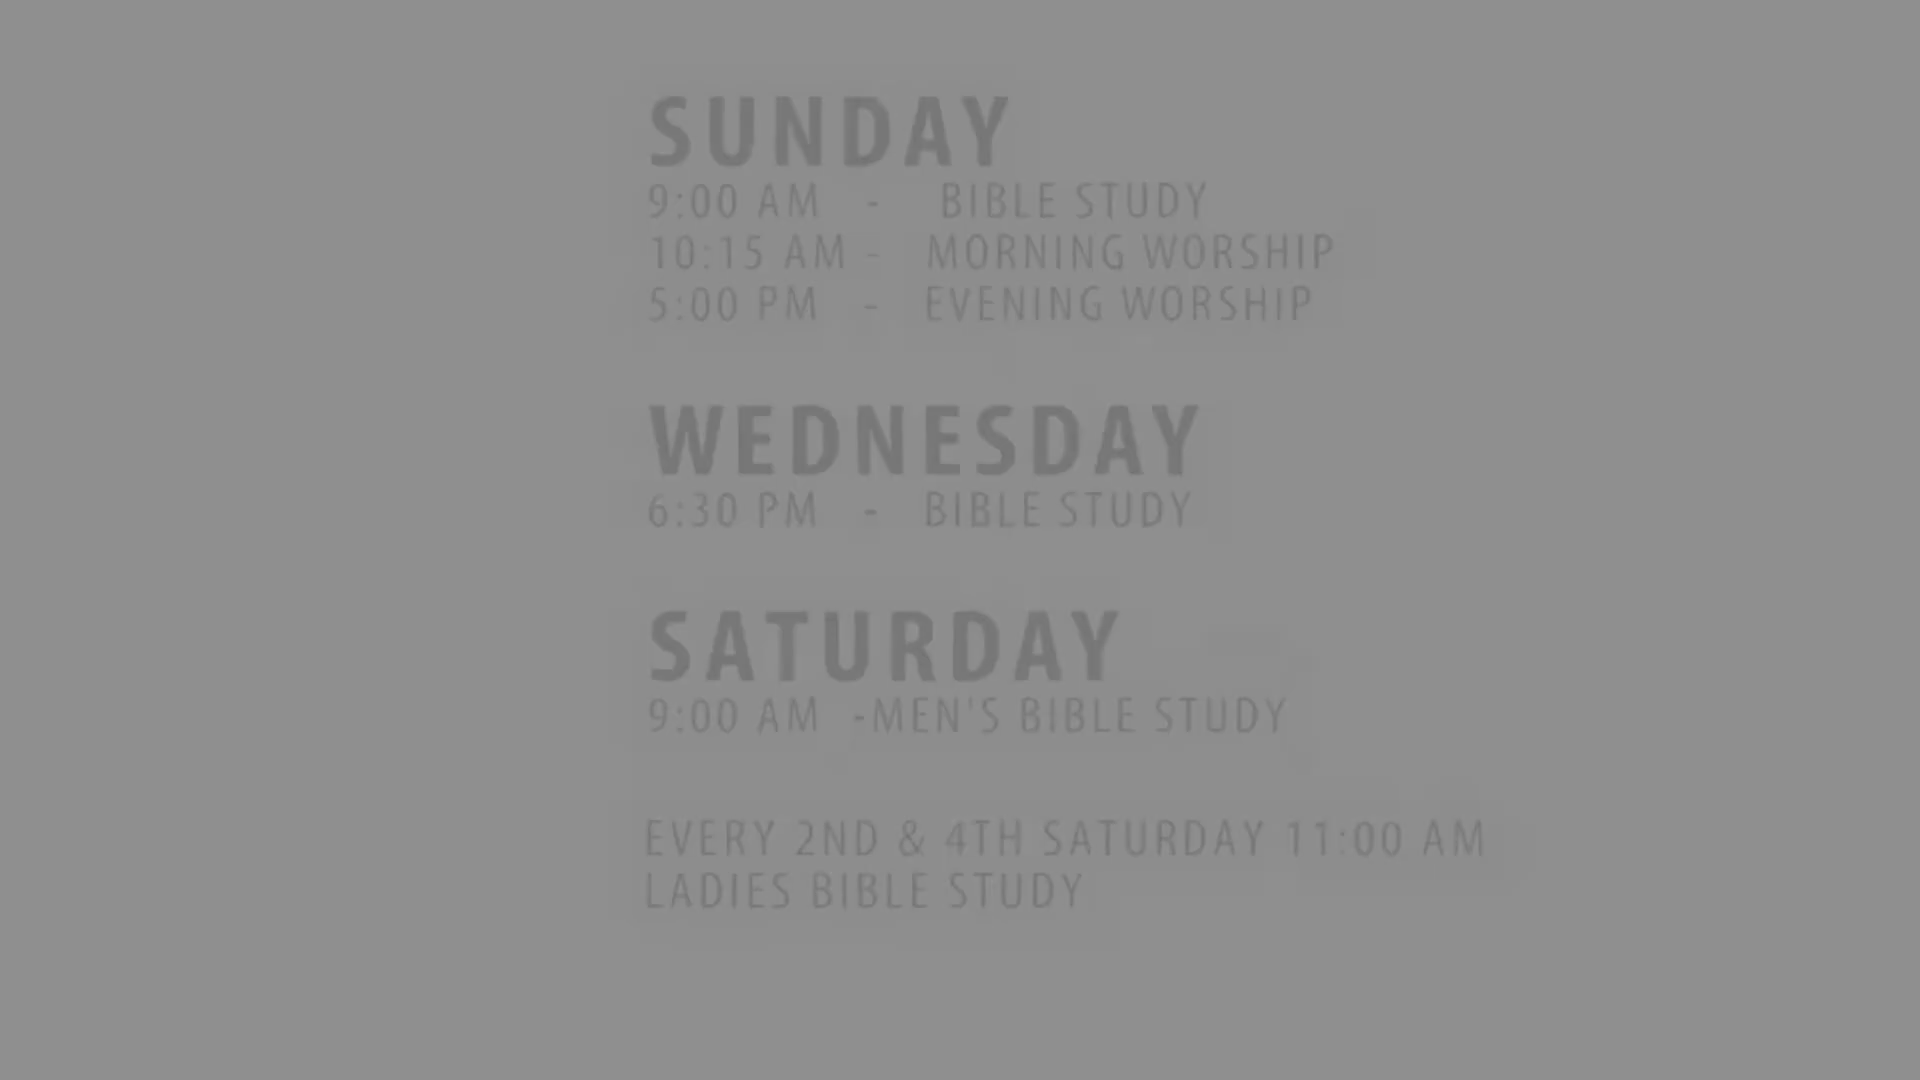 SUNDAY
9:00 AM - BIBLE STUDY
10:15 AM - MORNING WORSHIP
5:00 PM - EVENING WORSHIP
WEDNESDAY
6:30 PM - BIBLE STUDY
SATURDAY
9:00 AM -MEN'S BIBLE STUDY
EVERY 2ND & 4TH SATURDAY 11:00 AM
LADIES BIBLE STUDY